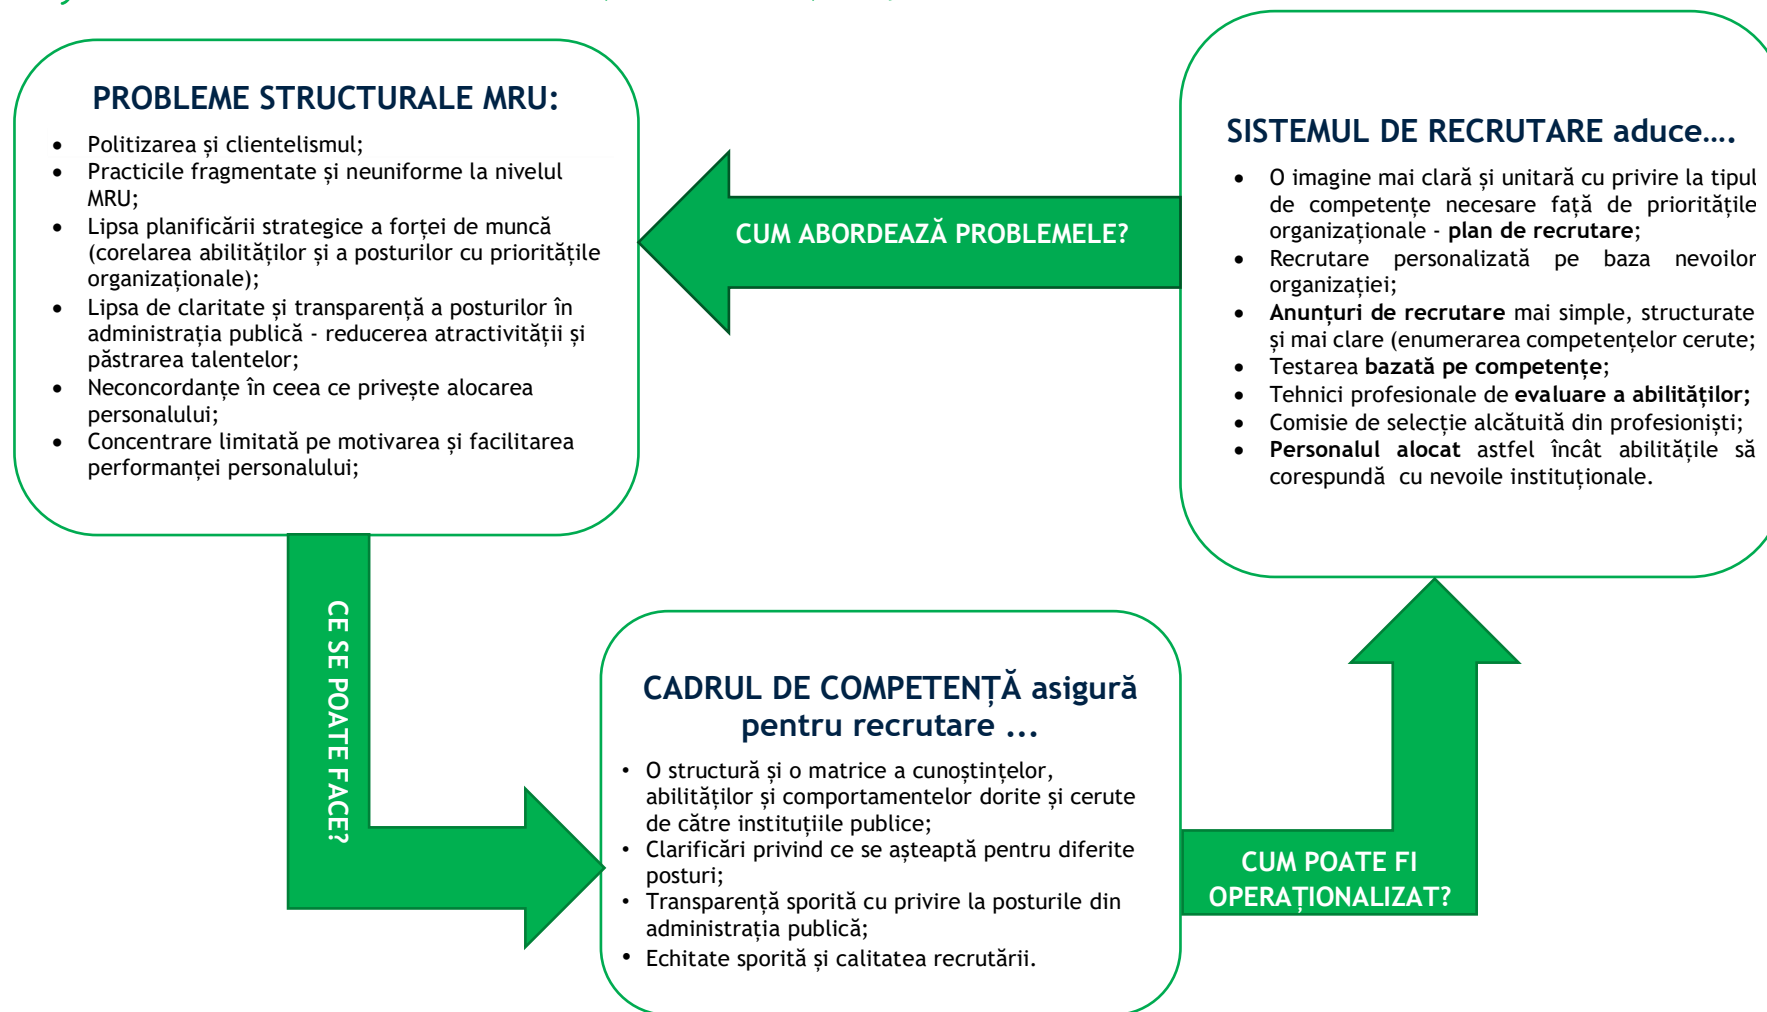 PROBLEME STRUCTURALE MRU:
• Politizarea și clientelismul;
• Practicile fragmentate și neuniforme la nivelul
MRU;
• Lipsa planificării strategice a forței de muncă
(corelarea abilităților și a posturilor cu prioritățile
organizaționale);
• Lipsa de claritate și transparență a posturilor în
administrația publică - reducerea atractivității și
păstrarea talentelor;
• Neconcordanțe în ceea ce privește alocarea
personalului;
• Concentrare limitată pe motivarea și facilitarea
performanței personalului;
CE SE POATE FACE?
CADRUL DE COMPETENȚĂ asigură
pentru recrutare ...
• O structură și o matrice a cunoștințelor,
abilităților și comportamentelor dorite și cerute
de către instituțiile publice;
• Clarificări privind ce se așteaptă pentru diferite
posturi;
• Transparență sporită cu privire la posturile din
administrația publică;
• Echitate sporită și calitatea recrutării.
CUM POATE FI
OPERAȚIONALIZAT?
SISTEMUL DE RECRUTARE aduce….
• O imagine mai clară și unitară cu privire la tipul
de competențe necesare față de prioritățile
organizaționale - plan de recrutare;
• Recrutare personalizată pe baza nevoilor
organizației;
• Anunțuri de recrutare mai simple, structurate
și mai clare (enumerarea competențelor cerute;
• Testarea bazată pe competențe;
• Tehnici profesionale de evaluare a abilităților;
• Comisie de selecție alcătuită din profesioniști;
• Personalul alocat astfel încât abilitățile să
corespundă cu nevoile instituționale.
CUM ABORDEAZĂ PROBLEMELE?